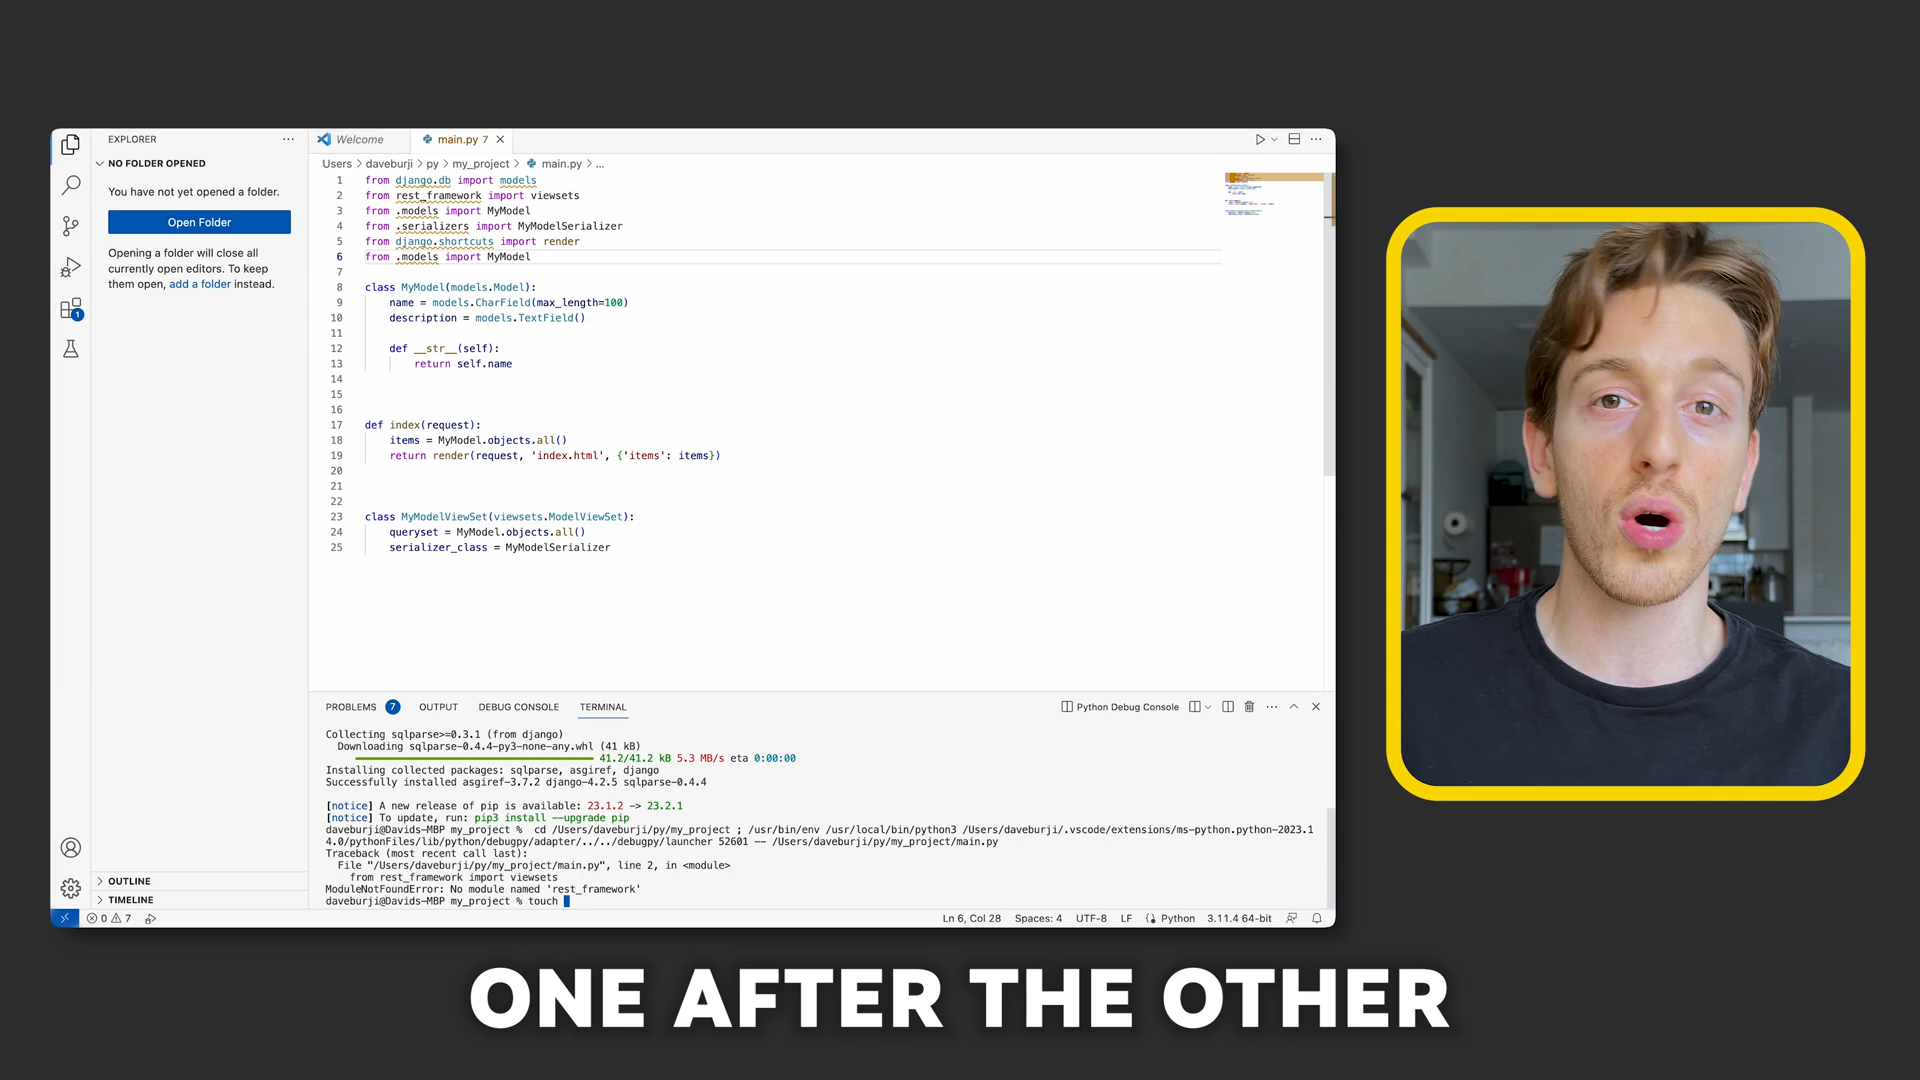 EXPLORER
NO FOLDER OPENED
You have not yet opened a folder.
Open Folder
Opening a folder will close all
currently open editors. To keep
them open, add a folder instead.
1
OUTLINE
TIMELINE
Welcome
main.py 7
Users > daveburji > py > my_project > main.py > ...
1 from django.db import models
2 from rest_framework import viewsets
3 from .models import MyModel
4 from .serializers import MyModelSerializer
5 from django.shortcuts import render
6 from .models import MyModel
7
8 class MyModel(models.Model):
9 name = models.CharField(max_length=100)
10 description = models.TextField()
11
12 def __str__(self):
13 return self.name
14
15
16
17 def index(request):
18 items = MyModel.objects.all()
19 return render(request, 'index.html', {'items': items})
20
21
22
23 class MyModelViewSet(viewsets.ModelViewSet):
24 queryset = MyModel.objects.all()
25 serializer_class = MyModelSerializer
PROBLEMS 7 OUTPUT DEBUG CONSOLE TERMINAL Python Debug Console
Collecting sqlparse>=0.3.1 (from django)
Downloading sqlparse-0.4.4-py3-none-any.whl (41 kB)
41.2/41.2 kB 5.3 MB/s eta 0:00:00
Installing collected packages: sqlparse, asgiref, django
Successfully installed asgiref-3.7.2 django-4.2.5 sqlparse-0.4.4
[notice] A new release of pip is available: 23.1.2 -> 23.2.1
[notice] To update, run: pip3 install --upgrade pip
daveburji@Davids-MBP my_project % cd /Users/daveburji/py/my_project ; /usr/bin/env /usr/local/bin/python3 /Users/daveburji/.vscode/extensions/ms-python.python-2023.1
4.0/pythonFiles/lib/python/debugpy/adapter/../../debugpy/launcher 52601 -- /Users/daveburji/py/my_project/main.py
Traceback (most recent call last):
File "/Users/daveburji/py/my_project/main.py", line 2, in <module>
from rest_framework import viewsets
ModuleNotFoundError: No module named 'rest_framework'
daveburji@Davids-MBP my_project % touch
0 7
Ln 6, Col 28 Spaces: 4 UTF-8 LF Python 3.11.4 64-bit
ONE AFTER THE OTHER